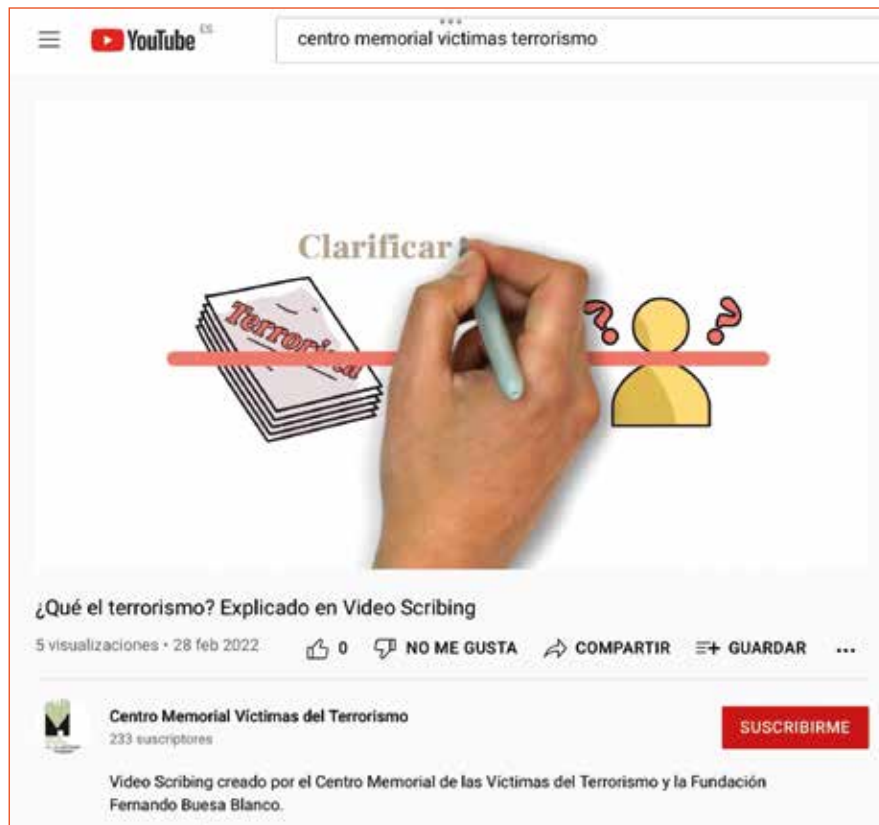 YouTube ES
centro memorial victimas terrorismo
Clarificar
Terrorista
¿Qué el terrorismo? Explicado en Video Scribing
5 visualizaciones • 28 feb 2022 0 NO ME GUSTA COMPARTIR GUARDAR ...
Centro Memorial Víctimas del Terrorismo
233 suscriptores
SUSCRIBIRME
Video Scribing creado por el Centro Memorial de las Víctimas del Terrorismo y la Fundación
Fernando Buesa Blanco.